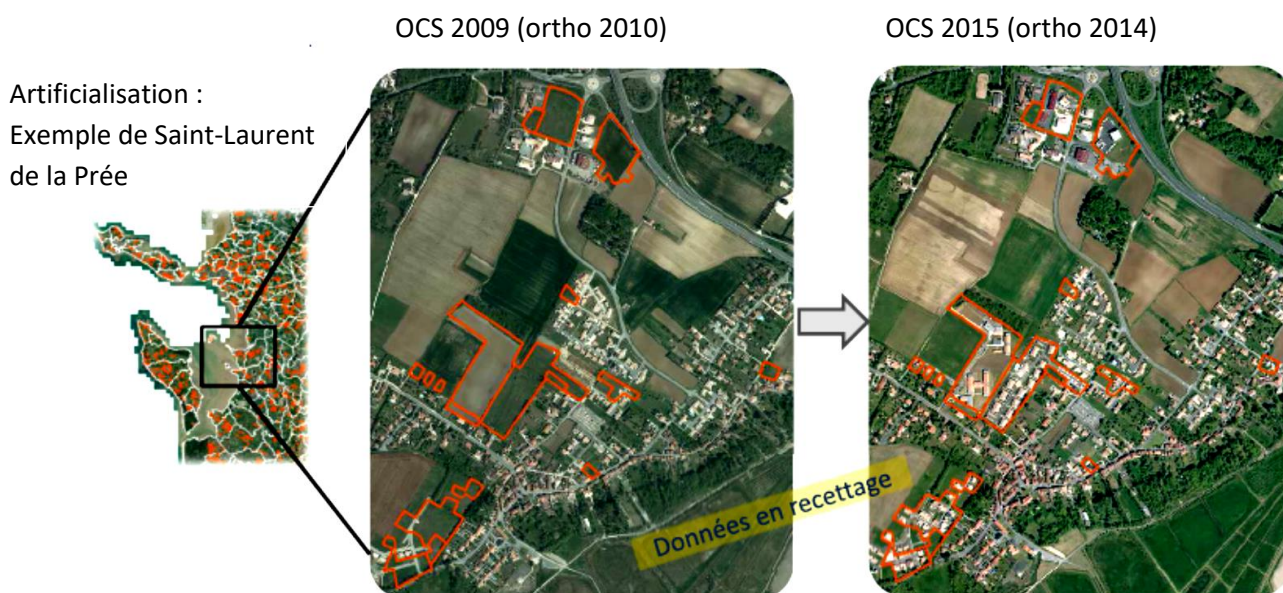 OCS 2009 (ortho 2010)
OCS 2015 (ortho 2014)
Artificialisation :
Exemple de Saint-Laurent
de la Prée
Données en recettage